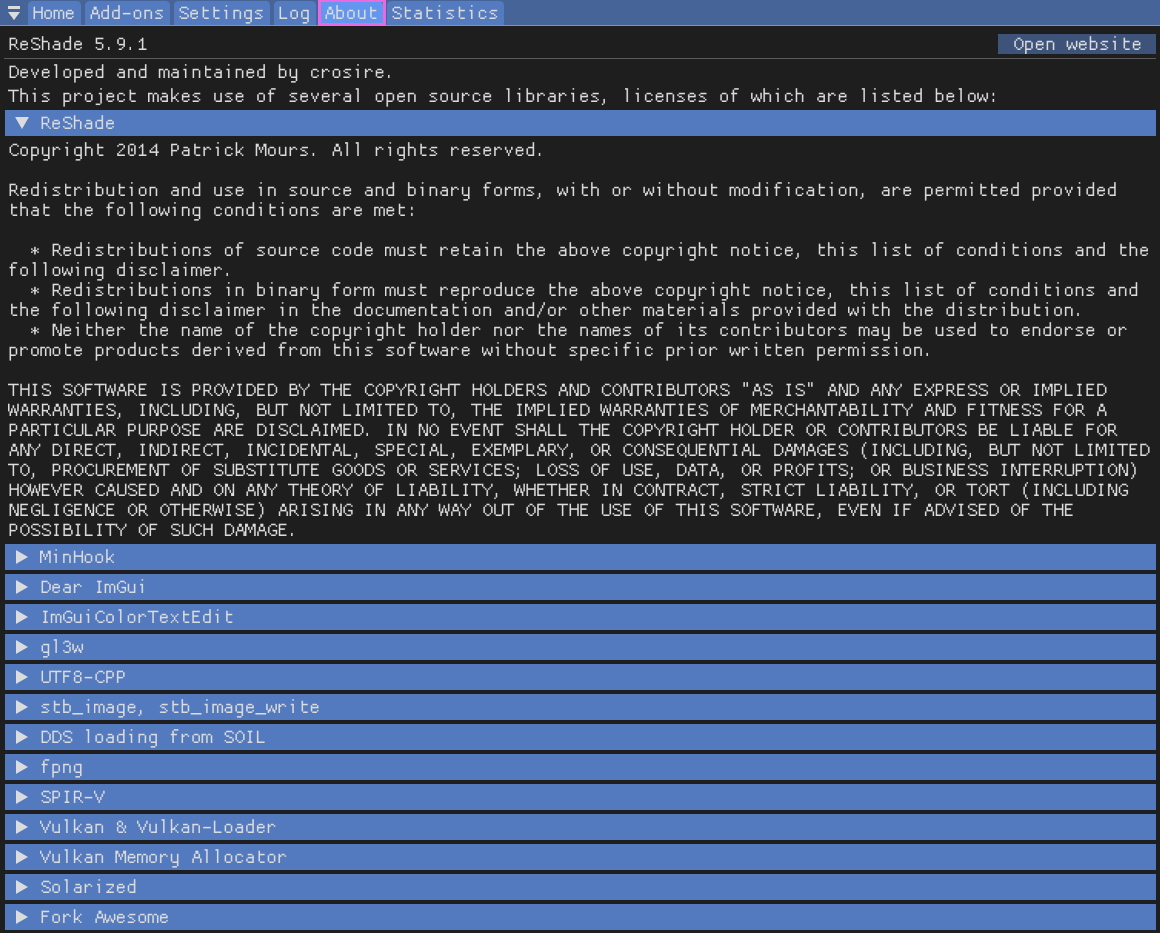 Home Add-ons Settings Log About Statistics
ReShade 5.9.1 Open website
Developed and maintained by crosire.
This project makes use of several open source libraries, licenses of which are listed below:
ReShade
Copyright 2014 Patrick Mours. All rights reserved.
Redistribution and use in source and binary forms, with or without modification, are permitted provided
that the following conditions are met:
* Redistributions of source code must retain the above copyright notice, this list of conditions and the
following disclaimer.
* Redistributions in binary form must reproduce the above copyright notice, this list of conditions and
the following disclaimer in the documentation and/or other materials provided with the distribution.
* Neither the name of the copyright holder nor the names of its contributors may be used to endorse or
promote products derived from this software without specific prior written permission.
THIS SOFTWARE IS PROVIDED BY THE COPYRIGHT HOLDERS AND CONTRIBUTORS "AS IS" AND ANY EXPRESS OR IMPLIED
WARRANTIES, INCLUDING, BUT NOT LIMITED TO, THE IMPLIED WARRANTIES OF MERCHANTABILITY AND FITNESS FOR A
PARTICULAR PURPOSE ARE DISCLAIMED. IN NO EVENT SHALL THE COPYRIGHT HOLDER OR CONTRIBUTORS BE LIABLE FOR
ANY DIRECT, INDIRECT, INCIDENTAL, SPECIAL, EXEMPLARY, OR CONSEQUENTIAL DAMAGES (INCLUDING, BUT NOT LIMITED
TO, PROCUREMENT OF SUBSTITUTE GOODS OR SERVICES; LOSS OF USE, DATA, OR PROFITS; OR BUSINESS INTERRUPTION)
HOWEVER CAUSED AND ON ANY THEORY OF LIABILITY, WHETHER IN CONTRACT, STRICT LIABILITY, OR TORT (INCLUDING
NEGLIGENCE OR OTHERWISE) ARISING IN ANY WAY OUT OF THE USE OF THIS SOFTWARE, EVEN IF ADVISED OF THE
POSSIBILITY OF SUCH DAMAGE.
MinHook
Dear ImGui
ImGuiColorTextEdit
gl3w
UTF8-CPP
stb_image, stb_image_write
DDS loading from SOIL
fpng
SPIR-V
Vulkan & Vulkan-Loader
Vulkan Memory Allocator
Solarized
Fork Awesome